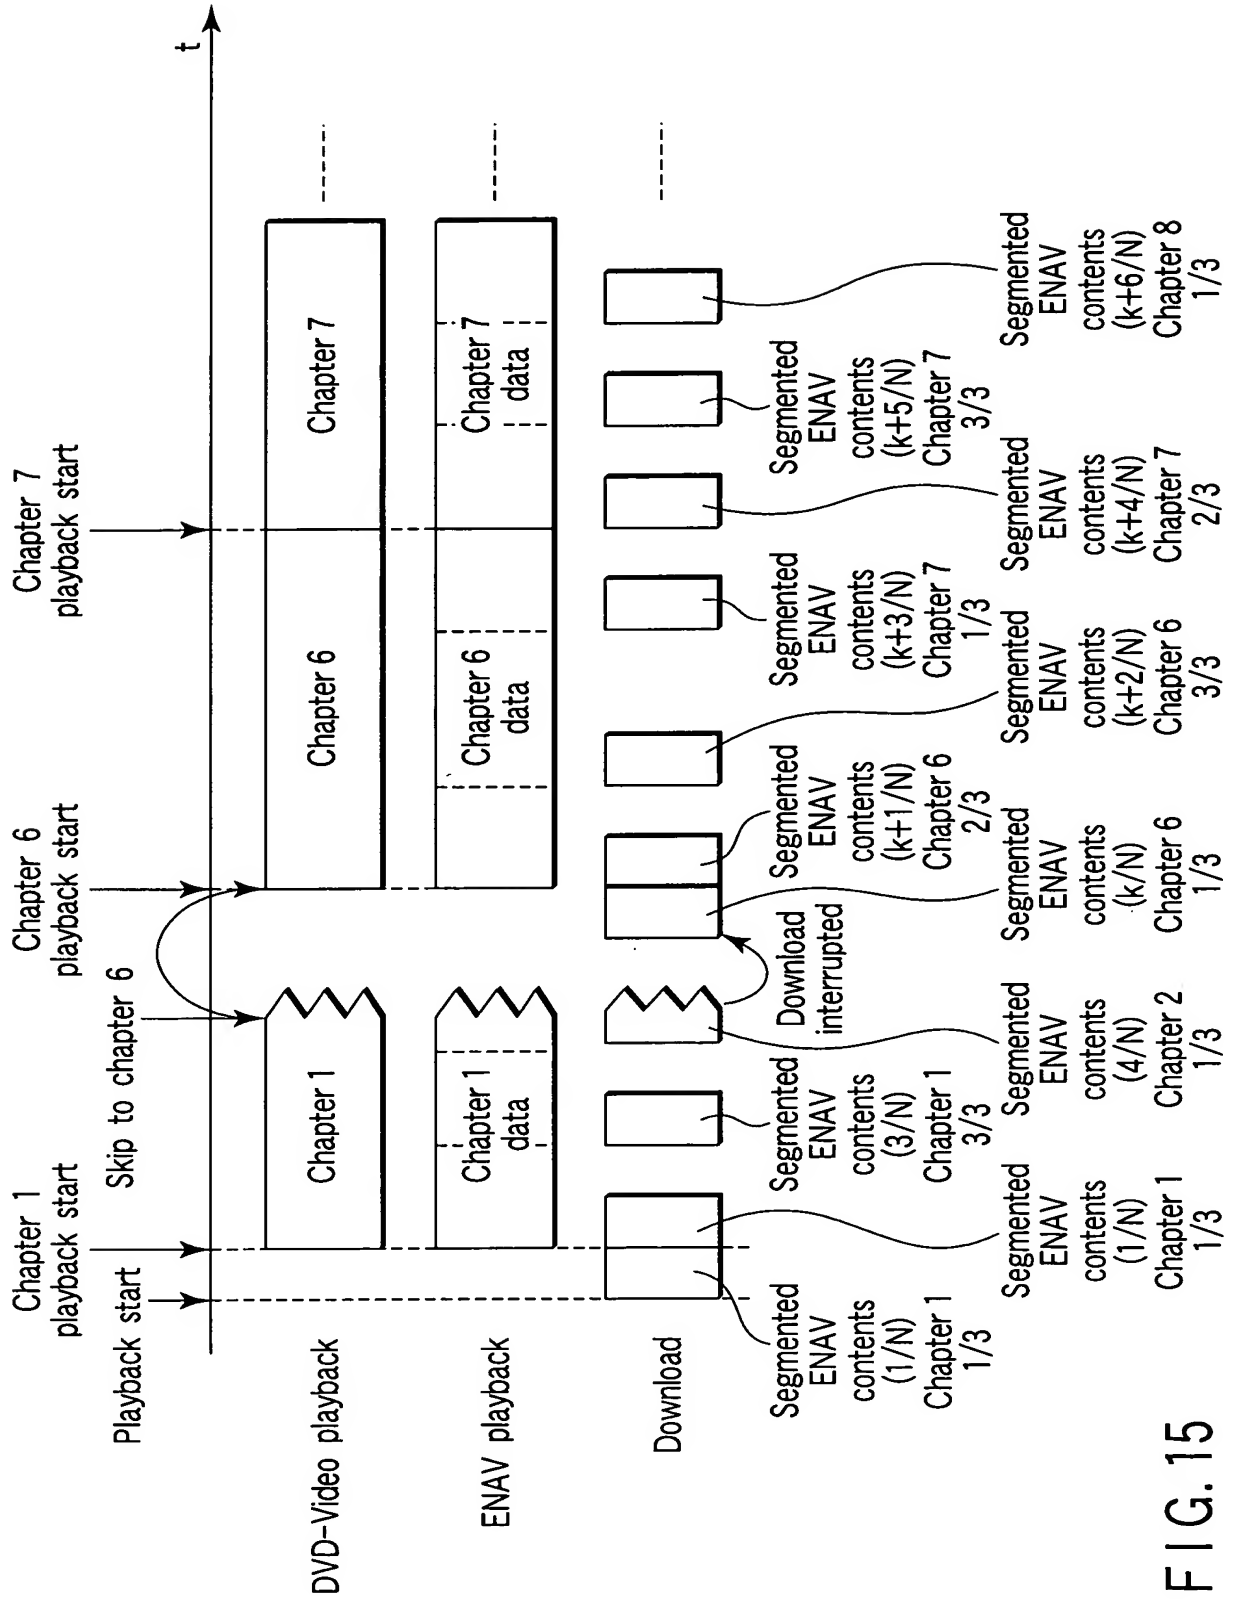 Playback start
Chapter 1
playback start
Skip to chapter 6
Chapter 6
playback start
Chapter 7
playback start
t
DVD-Video playback
Chapter 1
Chapter 6
Chapter 7
ENAV playback
Chapter 1
data
Chapter 6
data
Chapter 7
data
Download
Download
interrupted
Segmented
ENAV
contents
(1/N)
Chapter 1
1/3
Segmented
ENAV
contents
(1/N)
Chapter 1
1/3
Segmented
ENAV
contents
(3/N)
Chapter 1
3/3
Segmented
ENAV
contents
(4/N)
Chapter 2
1/3
Segmented
ENAV
contents
(k/N)
Chapter 6
1/3
Segmented
ENAV
contents
(k+1/N)
Chapter 6
2/3
Segmented
ENAV
contents
(k+2/N)
Chapter 6
3/3
Segmented
ENAV
contents
(k+3/N)
Chapter 7
1/3
Segmented
ENAV
contents
(k+4/N)
Chapter 7
2/3
Segmented
ENAV
contents
(k+5/N)
Chapter 7
3/3
Segmented
ENAV
contents
(k+6/N)
Chapter 8
1/3
FIG. 15